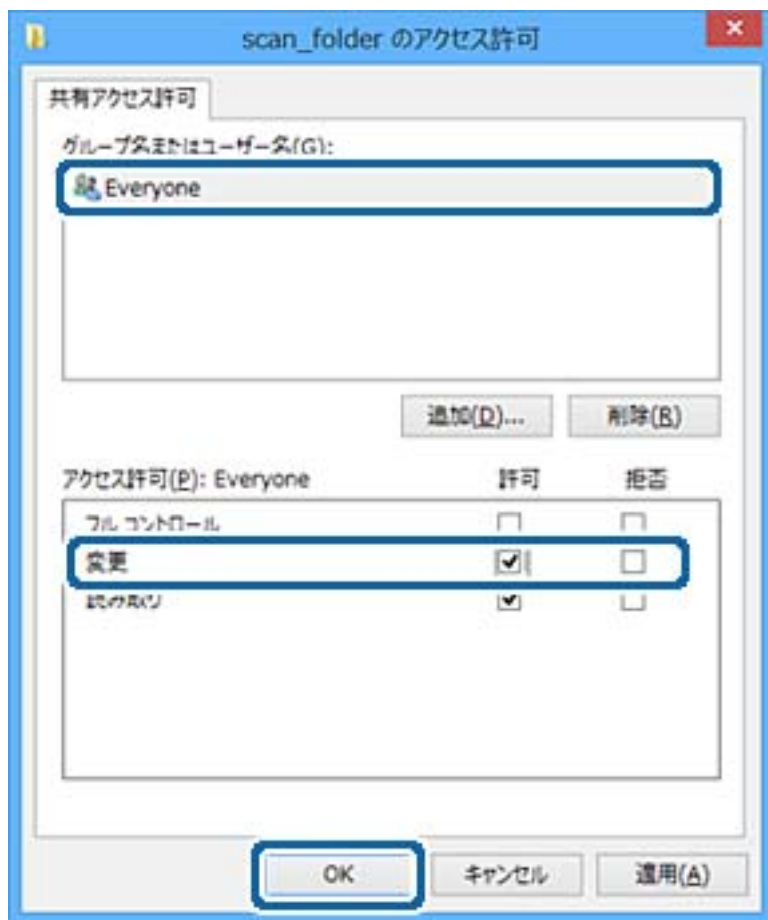 scan_folder のアクセス許可
共有アクセス許可
グループ名またはユーザー名(G):
Everyone
追加(D)... 削除(R)
アクセス許可(P): Everyone 許可 拒否
フル コントロール
変更
読み取り
OK キャンセル 適用(A)